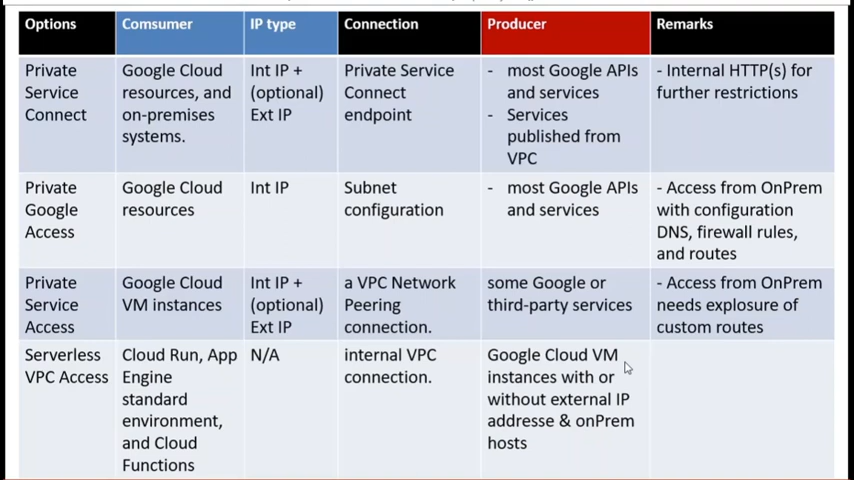 Options
Comsumer
IP type
Connection
Producer
Remarks
Private
Service
Connect
Google Cloud
resources, and
on-premises
systems.
Int IP +
(optional)
Ext IP
Private Service
Connect
endpoint
- most Google APIs
and services
- Services
published from
VPC
- Internal HTTP(s) for
further restrictions
Private
Google
Access
Google Cloud
resources
Int IP
Subnet
configuration
- most Google APIs
and services
- Access from OnPrem
with configuration
DNS, firewall rules,
and routes
Private
Service
Access
Google Cloud
VM instances
Int IP +
(optional)
Ext IP
a VPC Network
Peering
connection.
some Google or
third-party services
- Access from OnPrem
needs explosure of
custom routes
Serverless
VPC Access
Cloud Run, App
Engine
standard
environment,
and Cloud
Functions
N/A
internal VPC
connection.
Google Cloud VM
instances with or
without external IP
addresse & onPrem
hosts